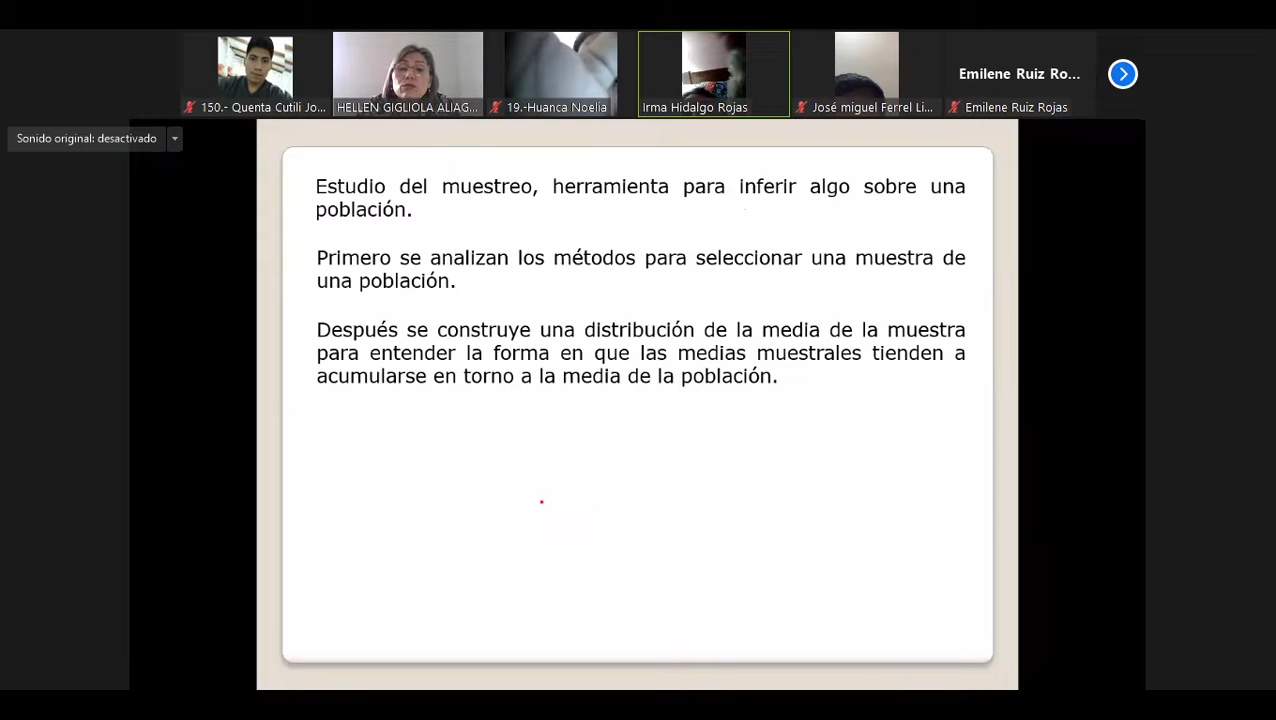 Emilene Ruiz Ro...
150.- Quenta Cutili Jo...
HELLEN GIGLIOLA ALIAG...
19.-Huanca Noelia
Irma Hidalgo Rojas
José miguel Ferrel Li...
Emilene Ruiz Rojas
Sonido original: desactivado
Estudio del muestreo, herramienta para inferir algo sobre una
población.
Primero se analizan los métodos para seleccionar una muestra de
una población.
Después se construye una distribución de la media de la muestra
para entender la forma en que las medias muestrales tienden a
acumularse en torno a la media de la población.